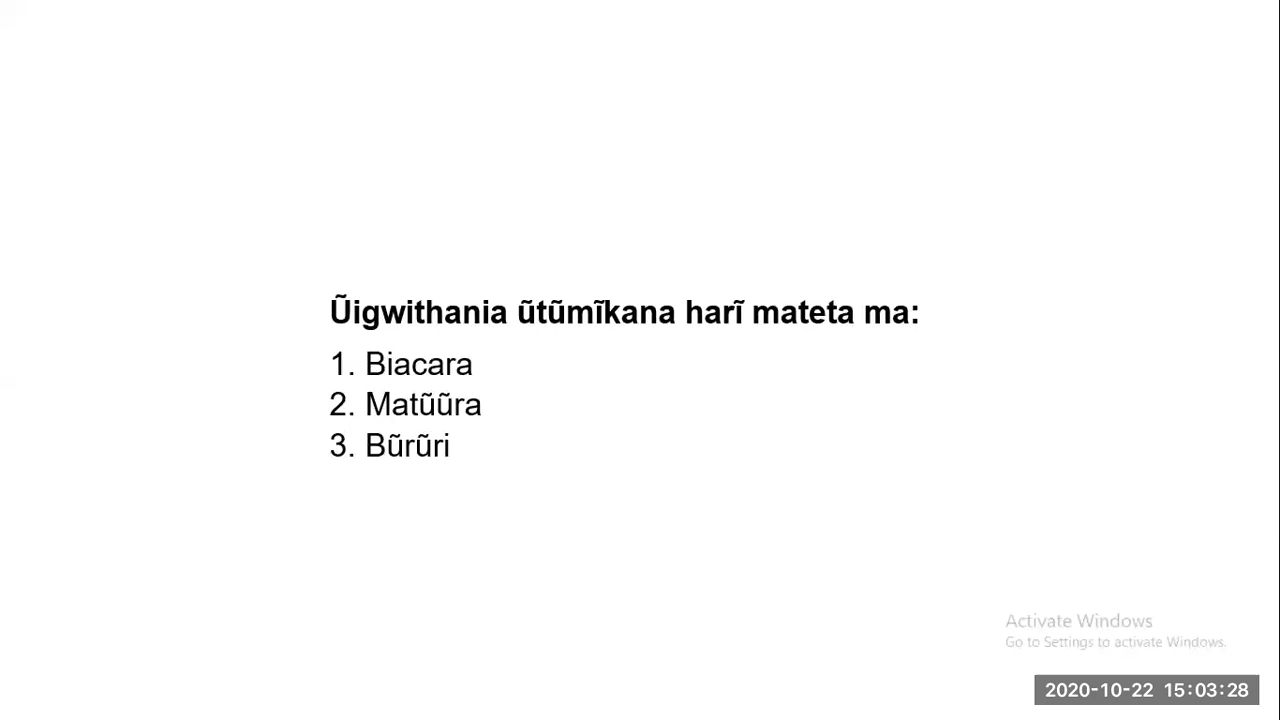 Ũigwithania ũtũmĩkana harĩ mateta ma:
1. Biacara
2. Matũũra
3. Bũrũri
Activate Windows
Go to Settings to activate Windows.
2020-10-22 15:03:28